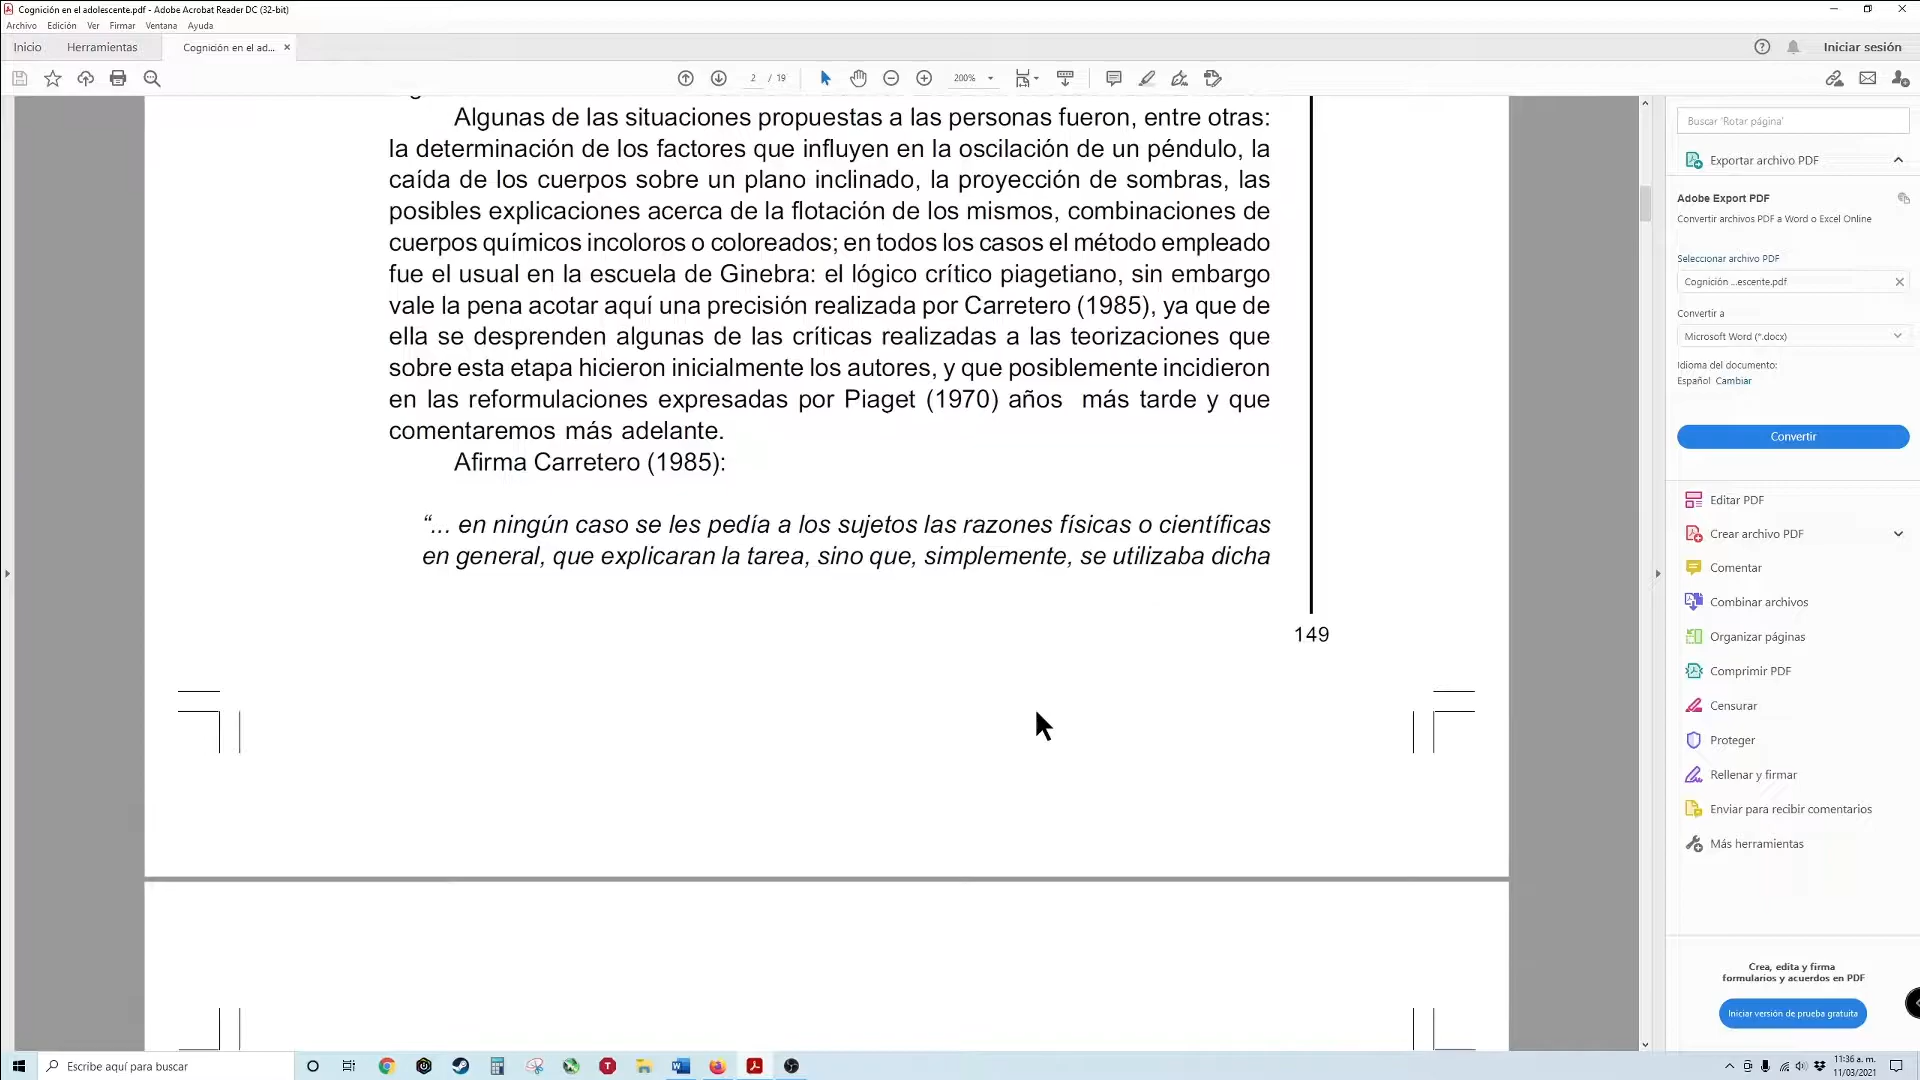 Cognición en el adolescente.pdf - Adobe Acrobat Reader DC (32-bit)
Archivo Edición Ver Firmar Ventana Ayuda
Inicio Herramientas Cognición en el ad... Iniciar sesión
2 / 19 200%
Algunas de las situaciones propuestas a las personas fueron, entre otras:
la determinación de los factores que influyen en la oscilación de un péndulo, la
caída de los cuerpos sobre un plano inclinado, la proyección de sombras, las
posibles explicaciones acerca de la flotación de los mismos, combinaciones de
cuerpos químicos incoloros o coloreados; en todos los casos el método empleado
fue el usual en la escuela de Ginebra: el lógico crítico piagetiano, sin embargo
vale la pena acotar aquí una precisión realizada por Carretero (1985), ya que de
ella se desprenden algunas de las críticas realizadas a las teorizaciones que
sobre esta etapa hicieron inicialmente los autores, y que posiblemente incidieron
en las reformulaciones expresadas por Piaget (1970) años más tarde y que
comentaremos más adelante.
Afirma Carretero (1985):
“... en ningún caso se les pedía a los sujetos las razones físicas o científicas
en general, que explicaran la tarea, sino que, simplemente, se utilizaba dicha
149
Buscar 'Rotar página'
Exportar archivo PDF
Adobe Export PDF
Convertir archivos PDF a Word o Excel Online
Seleccionar archivo PDF
Cognición ...escente.pdf
Convertir a
Microsoft Word (*.docx)
Idioma del documento:
Español Cambiar
Convertir
Editar PDF
Crear archivo PDF
Comentar
Combinar archivos
Organizar páginas
Comprimir PDF
Censurar
Proteger
Rellenar y firmar
Enviar para recibir comentarios
Más herramientas
Crea, edita y firma
formularios y acuerdos en PDF
Iniciar versión de prueba gratuita
Escribe aquí para buscar
11:36 a. m.
11/03/2021